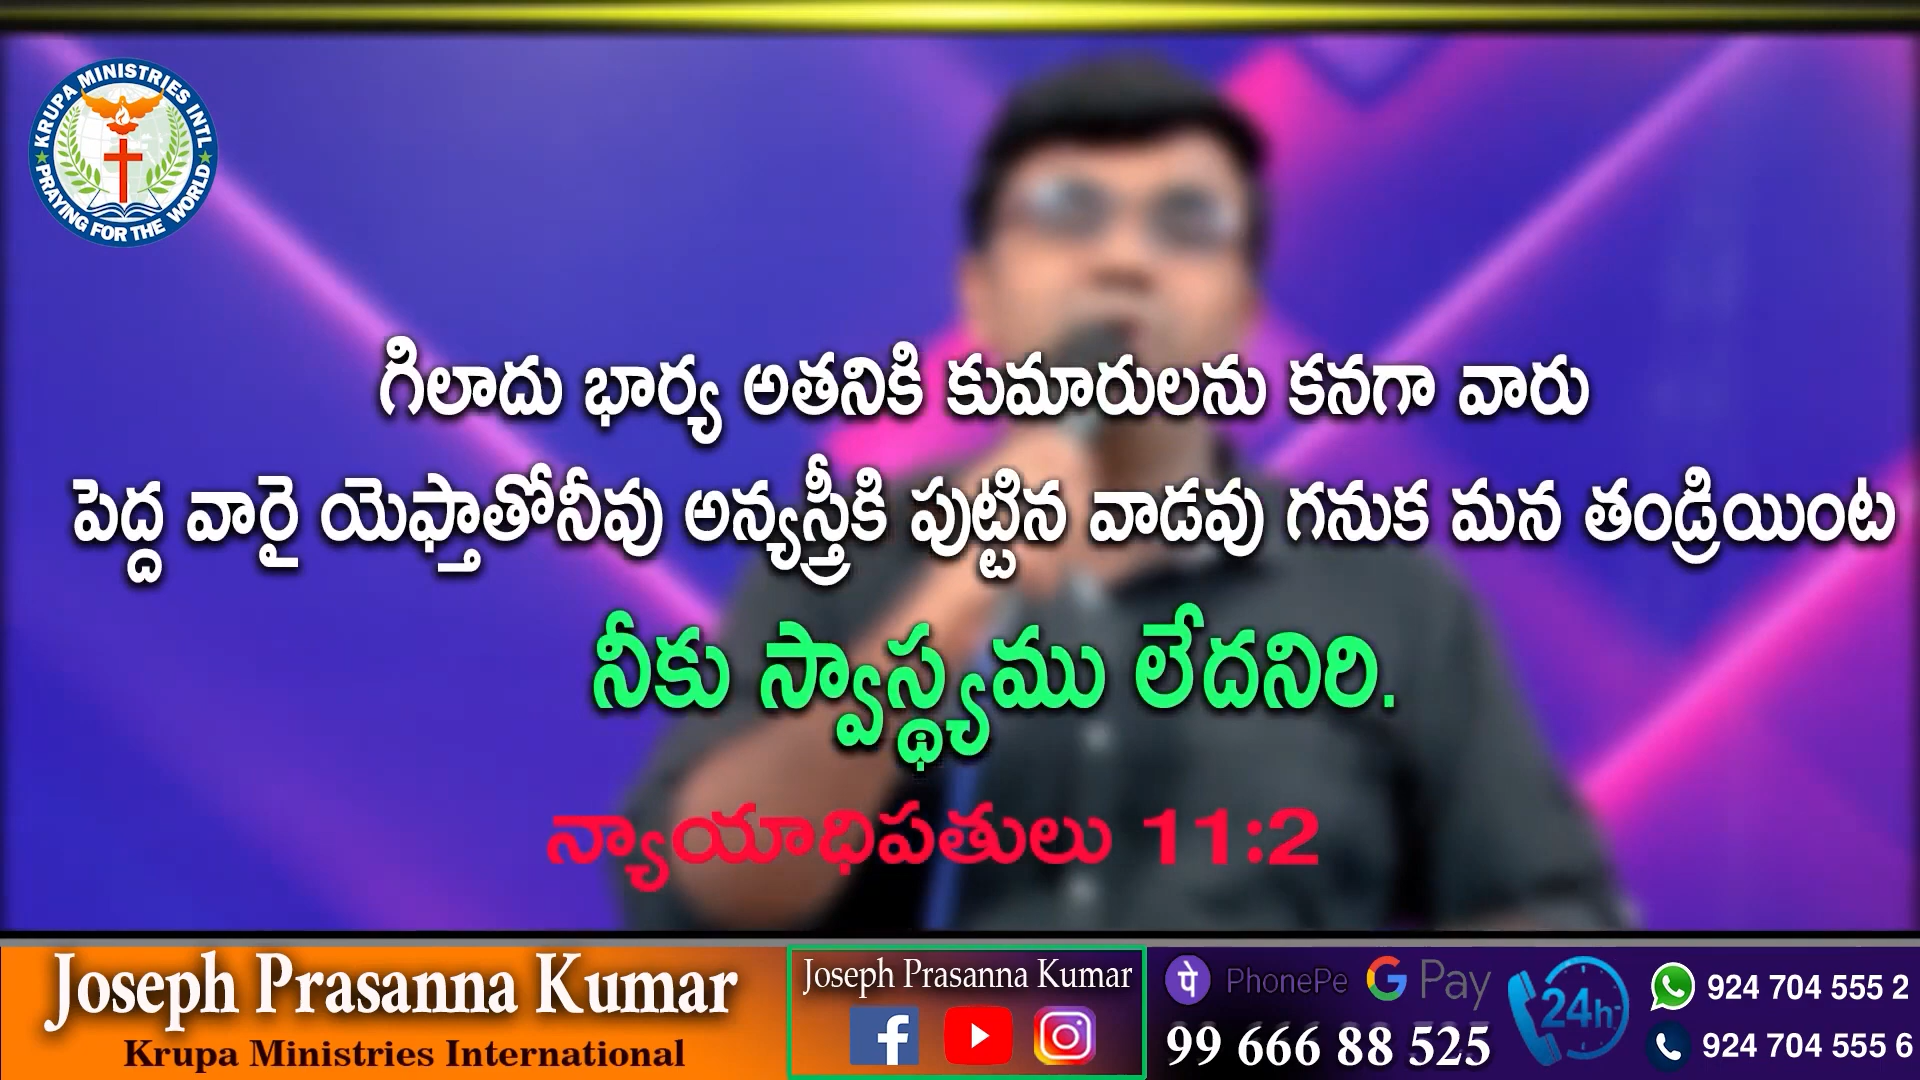 KRUPA MINISTRIES INTL
PRAYING FOR THE WORLD
గిలాదు భార్య అతనికి కుమారులను కనగా వారు
పెద్ద వారై యెఫ్తాతోనీవు అన్యస్త్రీకి పుట్టిన వాడవు గనుక మన తండ్రియింట
నీకు స్వాస్థ్యము లేదనిరి.
న్యాయాధిపతులు 11:2
Joseph Prasanna Kumar
Krupa Ministries International
Joseph Prasanna Kumar
पे PhonePe G Pay
99 666 88 525
24h
924 704 555 2
924 704 555 6